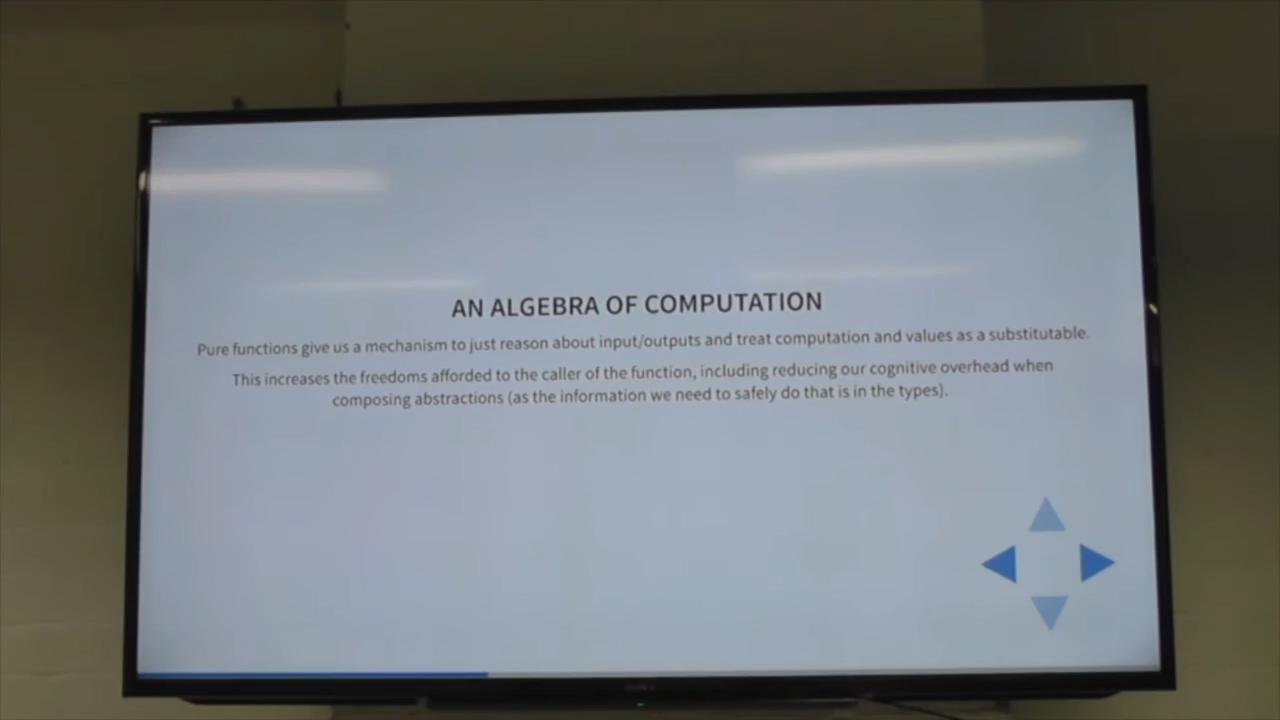 AN ALGEBRA OF COMPUTATION
Pure functions give us a mechanism to just reason about input/outputs and treat computation and values as a substitutable.
This increases the freedoms afforded to the caller of the function, including reducing our cognitive overhead when
composing abstractions (as the information we need to safely do that is in the types).